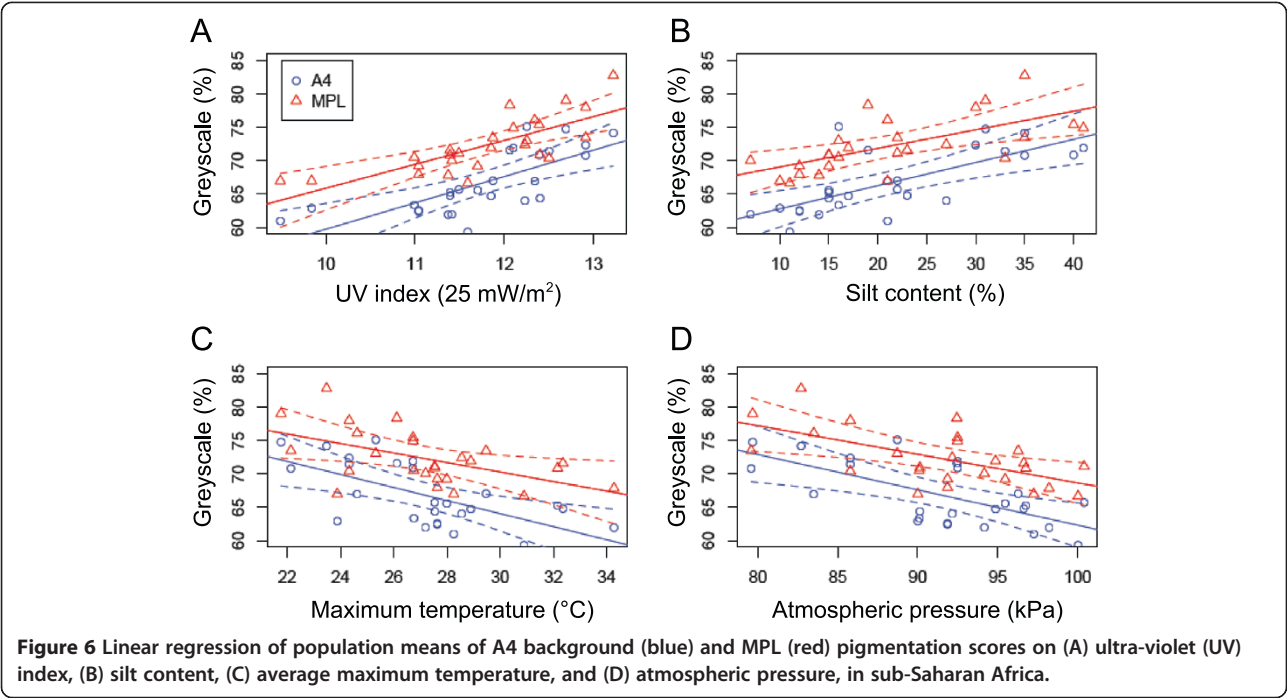 A
B
Greyscale (%)
85
80
75
70
65
60
A4
MPL
10
11
12
13
UV index (25 mW/m²)
Greyscale (%)
85
80
75
70
65
60
10
15
20
25
30
35
40
Silt content (%)
C
D
Greyscale (%)
85
80
75
70
65
60
22
24
26
28
30
32
34
Maximum temperature (°C)
Greyscale (%)
85
80
75
70
65
60
80
85
90
95
100
Atmospheric pressure (kPa)
Figure 6 Linear regression of population means of A4 background (blue) and MPL (red) pigmentation scores on (A) ultra-violet (UV)
index, (B) silt content, (C) average maximum temperature, and (D) atmospheric pressure, in sub-Saharan Africa.